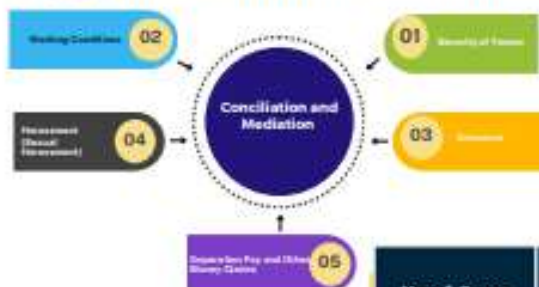 Working Conditions
02
01
Security of Tenure
Conciliation and
Mediation
Harassment
(Sexual
Harassment)
04
03
Separation Pay and Other
Money Claims
05